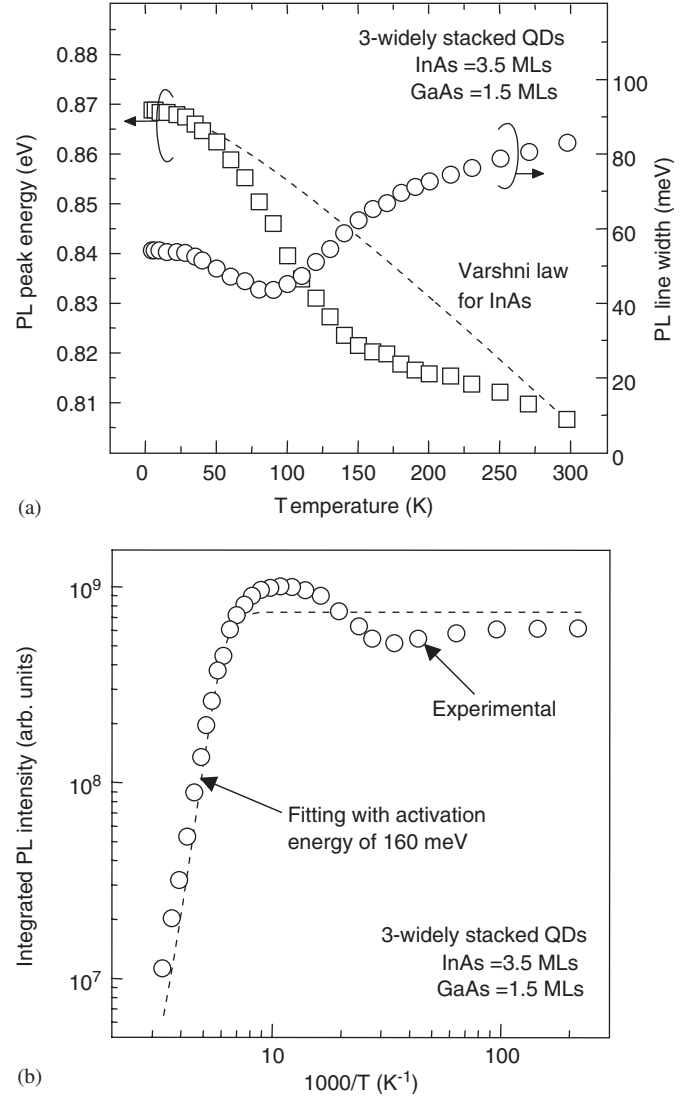 3-widely stacked QDs
InAs =3.5 MLs
GaAs =1.5 MLs
0.88
0.87
0.86
0.85
0.84
0.83
0.82
0.81
PL peak energy (eV)
100
80
60
40
20
0
PL line width (meV)
Varshni law
for InAs
0 50 100 150 200 250 300
Temperature (K)
(a)
10⁹
10⁸
10⁷
Integrated PL intensity (arb. units)
Experimental
Fitting with activation
energy of 160 meV
3-widely stacked QDs
InAs =3.5 MLs
GaAs =1.5 MLs
10 100
1000/T (K⁻¹)
(b)